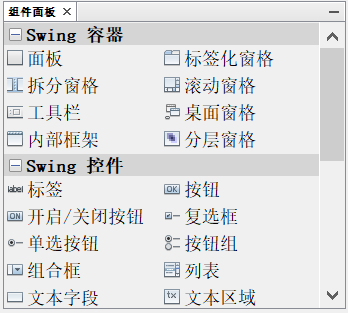 组件面板
Swing 容器
面板 标签化窗格
拆分窗格 滚动窗格
工具栏 桌面窗格
内部框架 分层窗格
Swing 控件
label 标签 OK 按钮
ON 开启/关闭按钮 复选框
单选按钮 按钮组
组合框 列表
文本字段 tx 文本区域